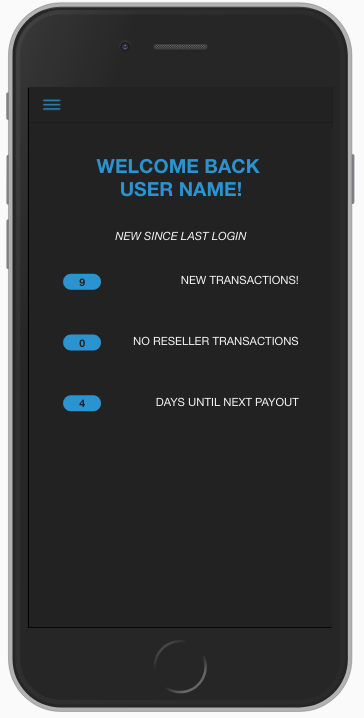 WELCOME BACK
USER NAME!
NEW SINCE LAST LOGIN
9 NEW TRANSACTIONS!
0 NO RESELLER TRANSACTIONS
4 DAYS UNTIL NEXT PAYOUT